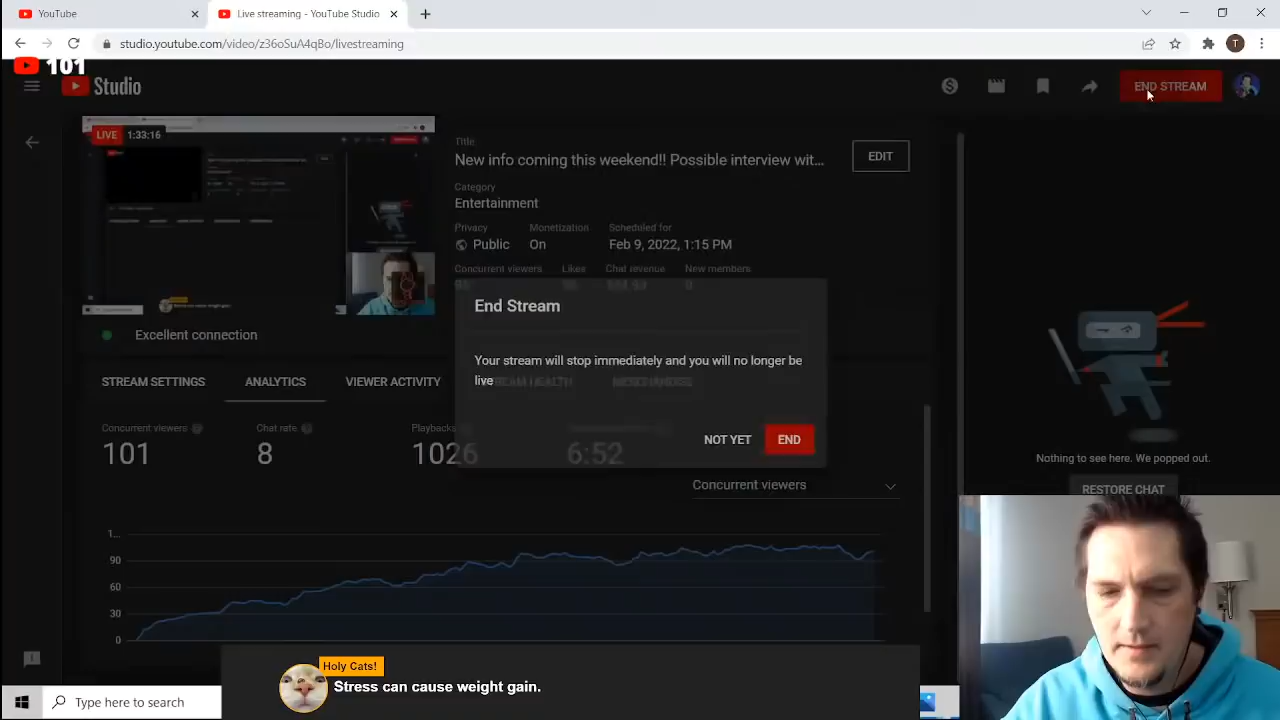 YouTube
Live streaming - YouTube Studio
studio.youtube.com/video/z36oSuA4qBo/livestreaming
T
101
Studio
END STREAM
LIVE 1:33:16
Title
New info coming this weekend!! Possible interview wit...
EDIT
Category
Entertainment
Privacy Monetization Scheduled for
Public On Feb 9, 2022, 1:15 PM
Concurrent viewers Likes Chat revenue New members
End Stream
Your stream will stop immediately and you will no longer be
live
NOT YET END
Excellent connection
STREAM SETTINGS ANALYTICS VIEWER ACTIVITY
Concurrent viewers Chat rate Playbacks
101 8 1026 6:52
Concurrent viewers
1...
90
60
30
0
Nothing to see here. We popped out.
RESTORE CHAT
Holy Cats!
Stress can cause weight gain.
Type here to search